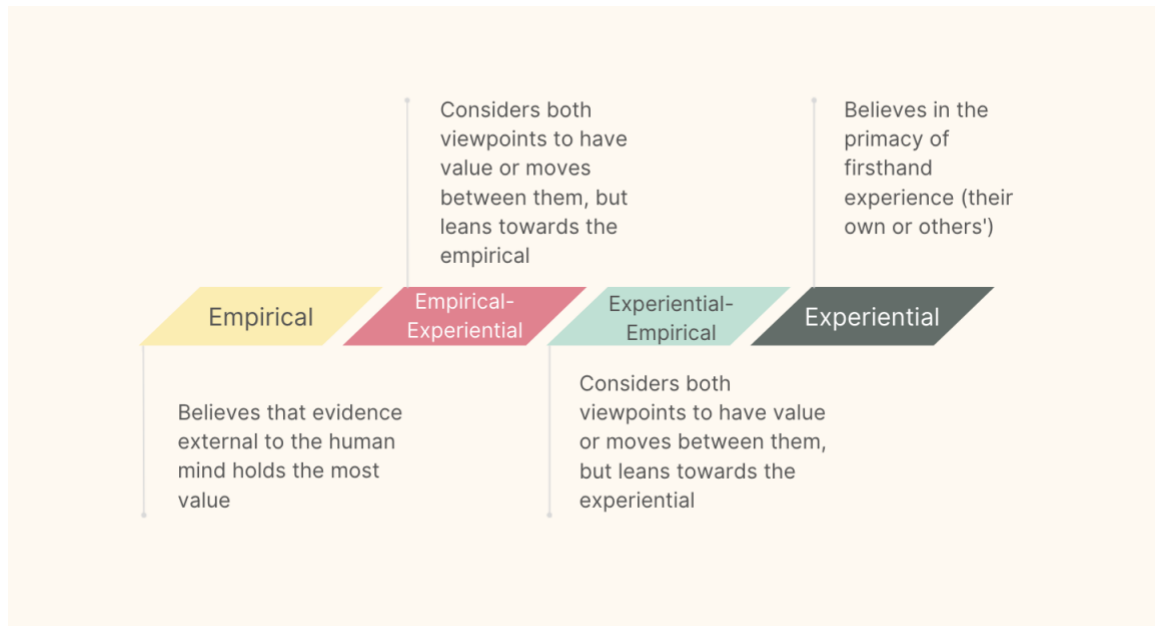 Considers both
viewpoints to have
value or moves
between them, but
leans towards the
empirical
Believes in the
primacy of
firsthand
experience (their
own or others')
Empirical
Empirical-
Experiential
Experiential-
Empirical
Experiential
Believes that evidence
external to the human
mind holds the most
value
Considers both
viewpoints to have value
or moves between them,
but leans towards the
experiential